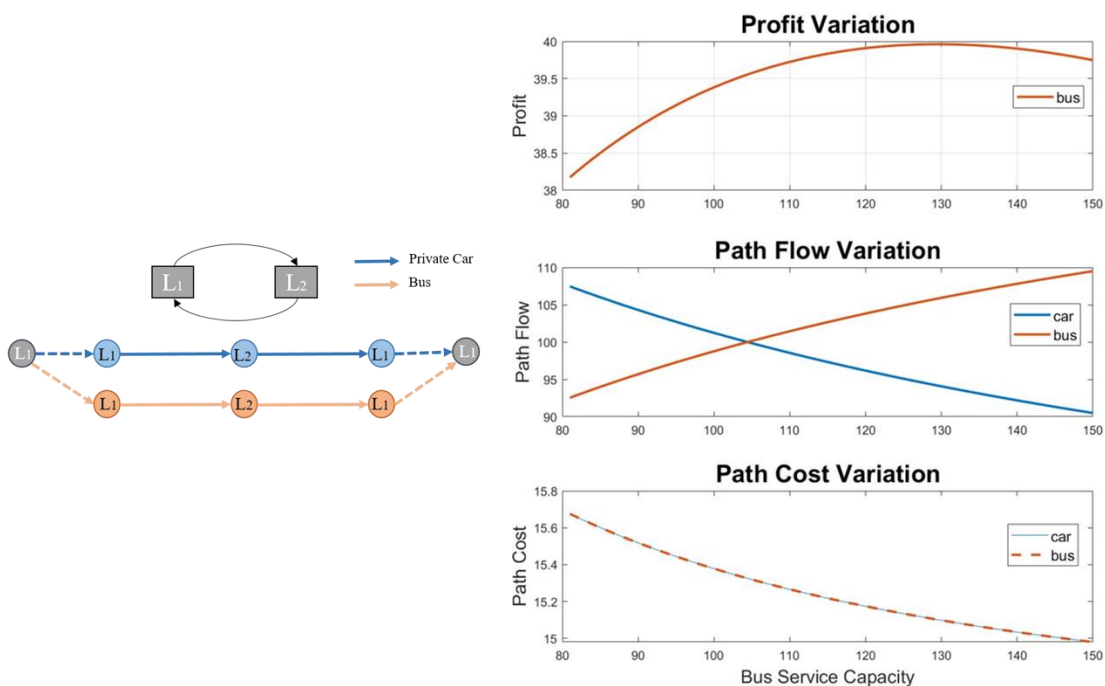 L1
L2
Private Car
Bus
L1
L1
L2
L1
L1
L1
L2
L1
Profit Variation
Profit
40
39.5
39
38.5
38
80 90 100 110 120 130 140 150
bus
Path Flow Variation
Path Flow
110
105
100
95
90
80 90 100 110 120 130 140 150
car
bus
Path Cost Variation
Path Cost
15.8
15.6
15.4
15.2
15
80 90 100 110 120 130 140 150
car
bus
Bus Service Capacity